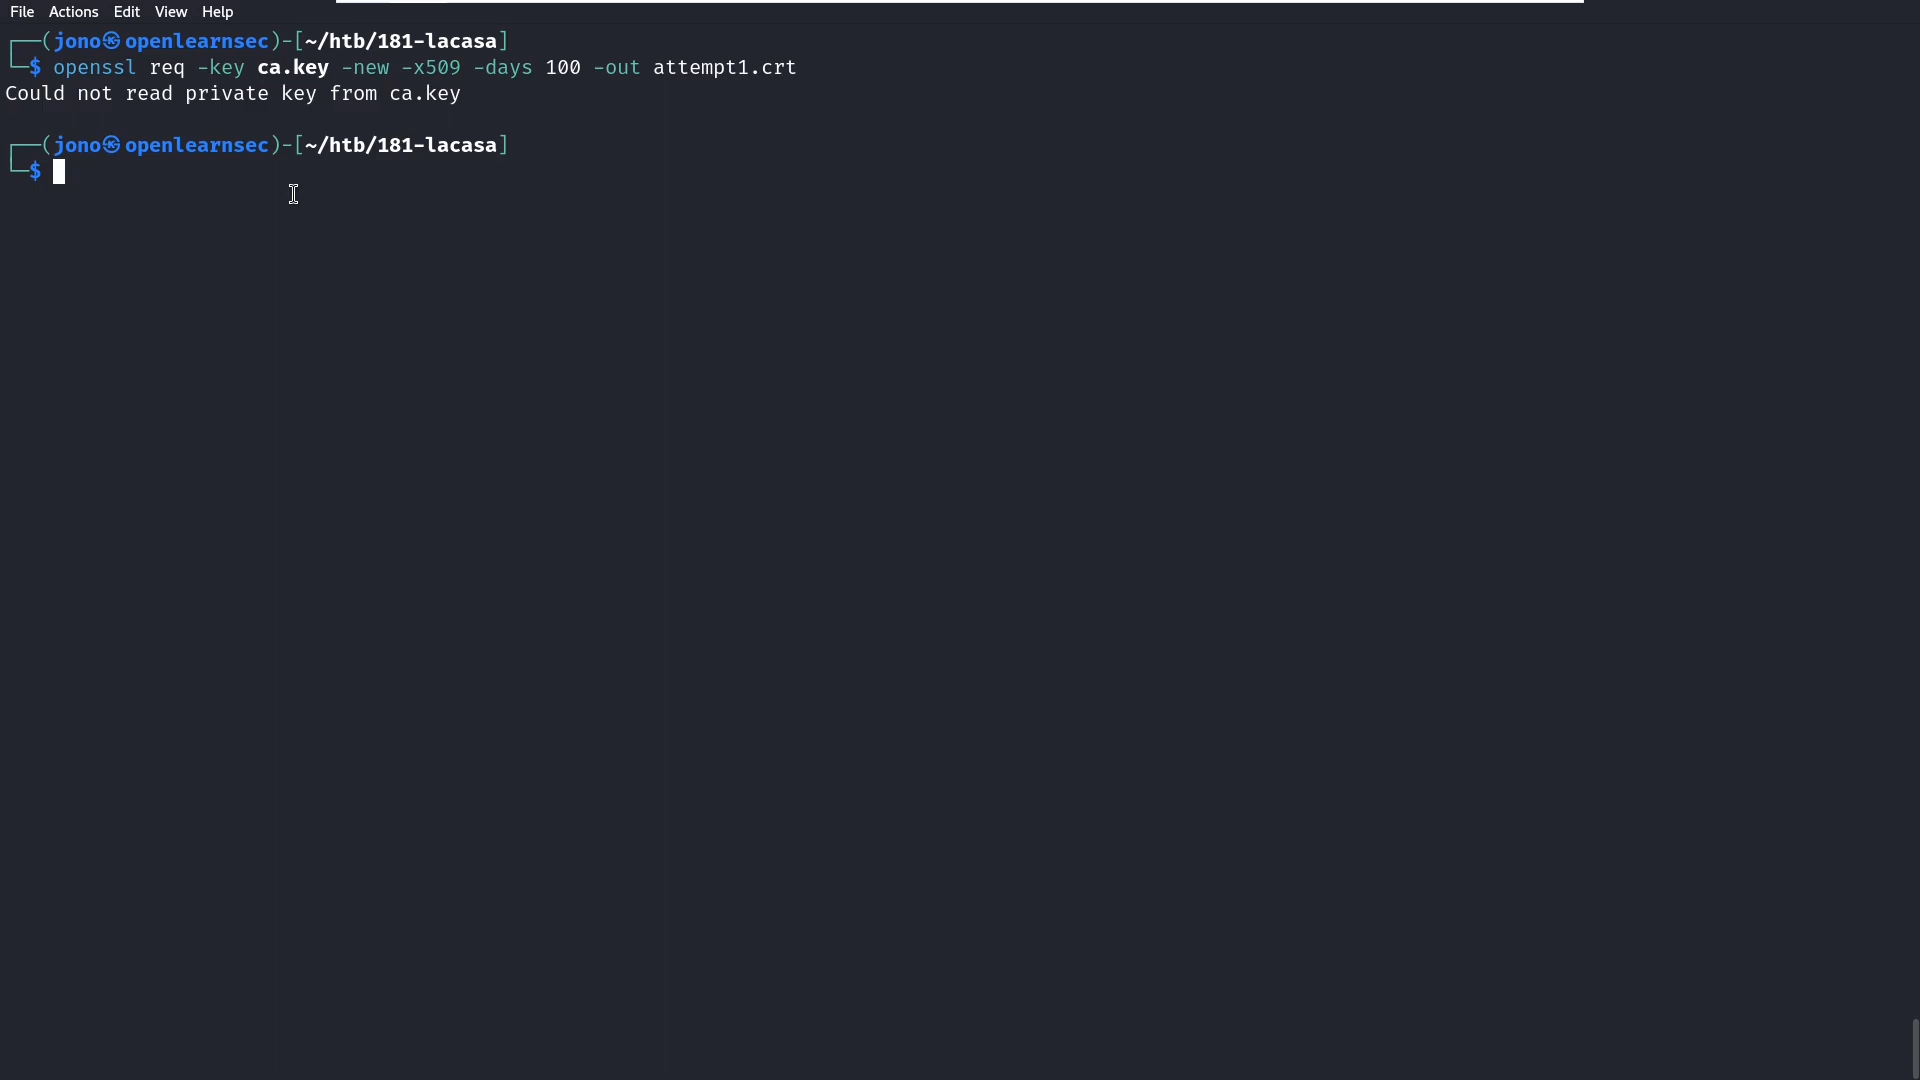 File Actions Edit View Help
┌──(jono㉿openlearnsec)-[~/htb/181-lacasa]
└─$ openssl req -key ca.key -new -x509 -days 100 -out attempt1.crt
Could not read private key from ca.key
┌──(jono㉿openlearnsec)-[~/htb/181-lacasa]
└─$